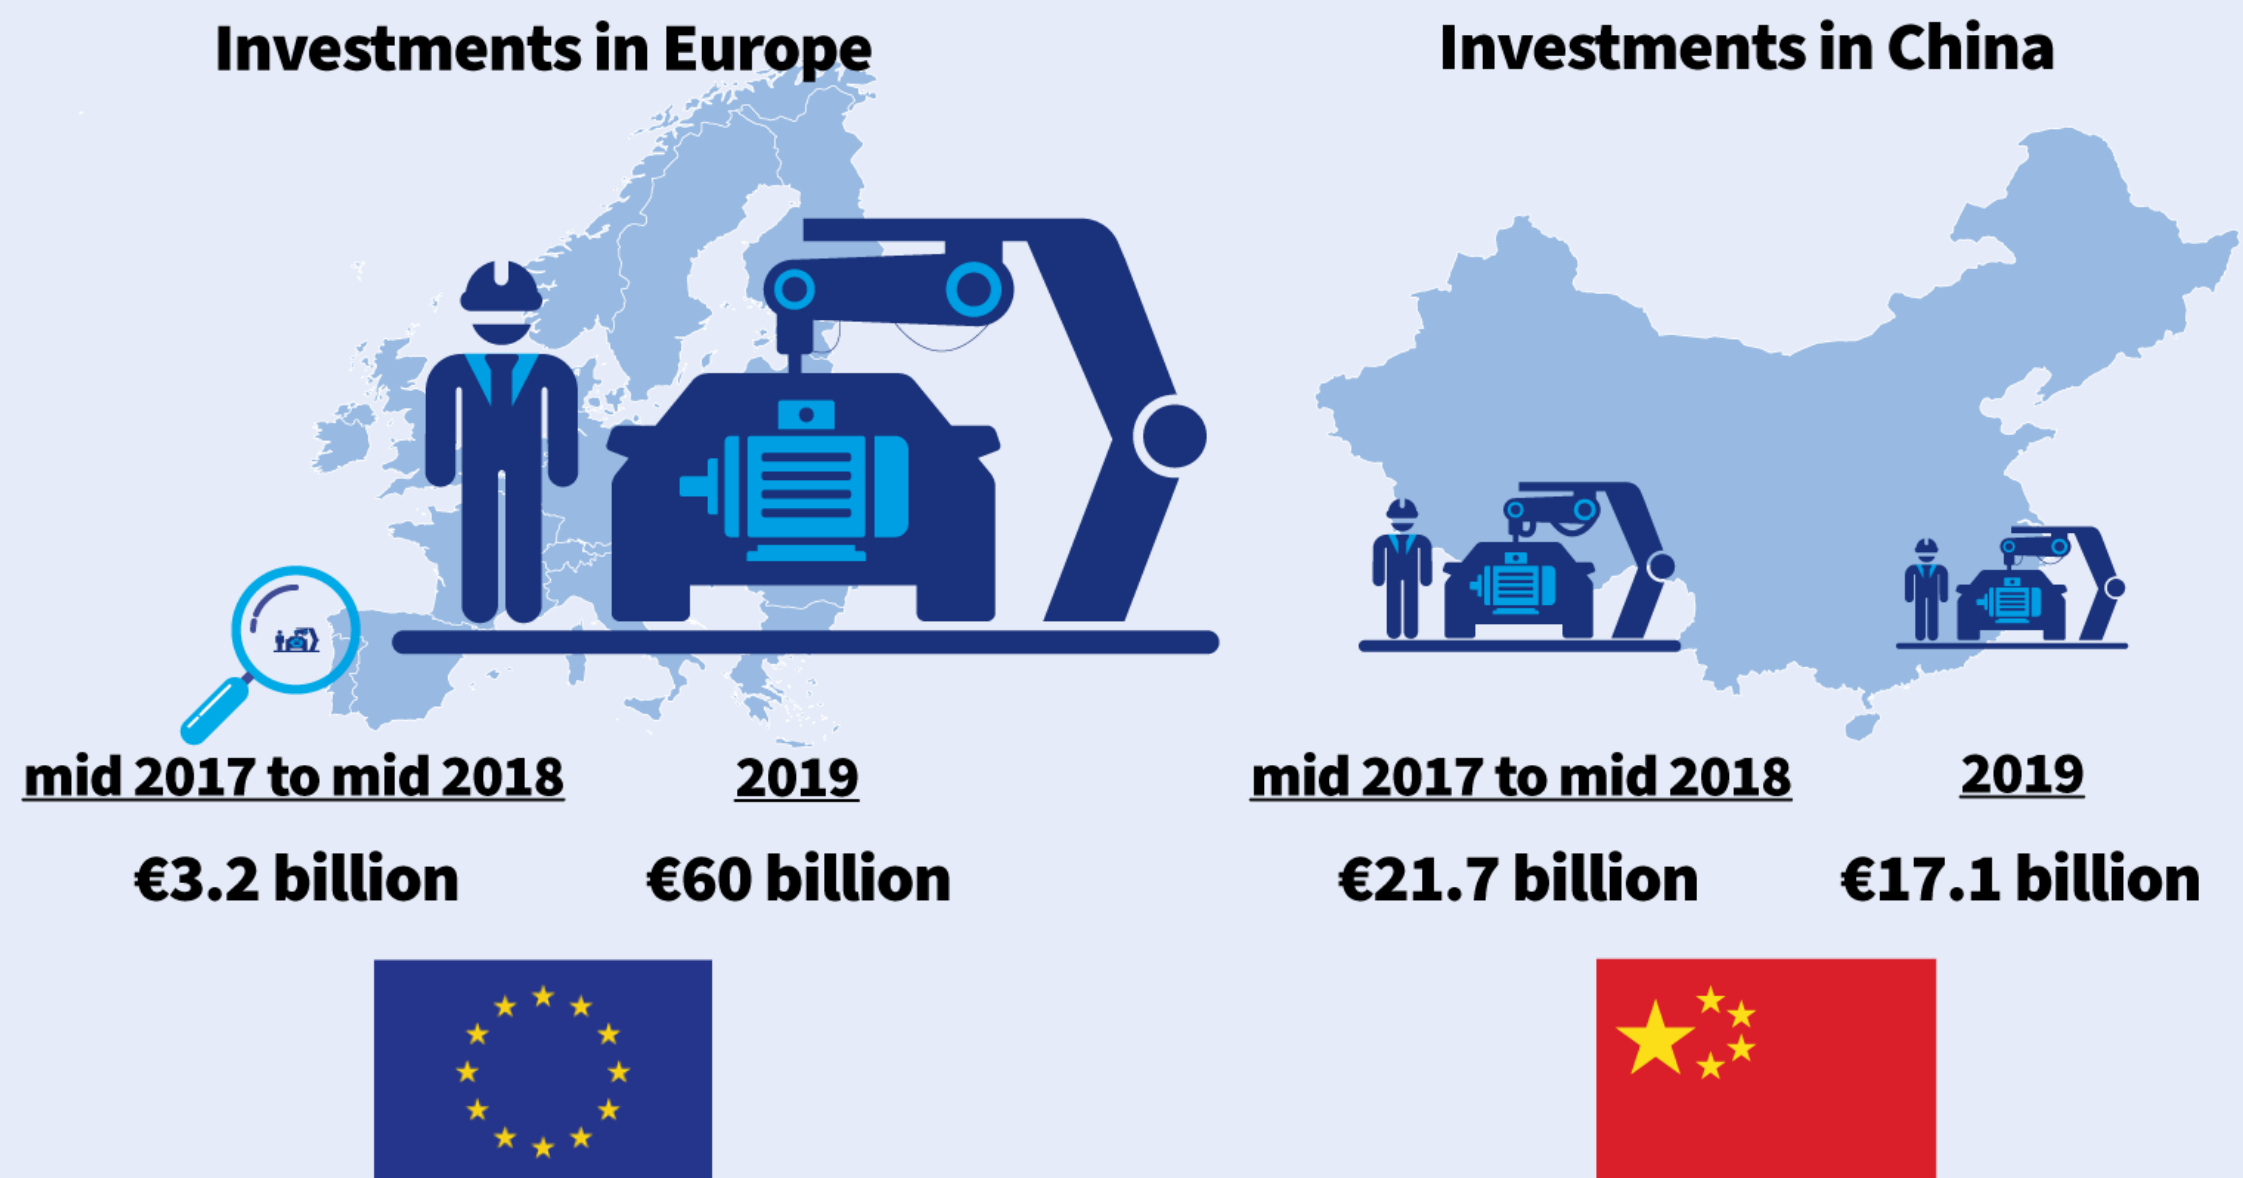 Investments in Europe
mid 2017 to mid 2018
€3.2 billion
2019
€60 billion
Investments in China
mid 2017 to mid 2018
€21.7 billion
2019
€17.1 billion